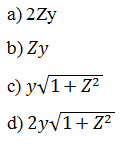 a) 2Zy
b) Zy
c) y√1 + Z²
d) 2y√1 + Z²